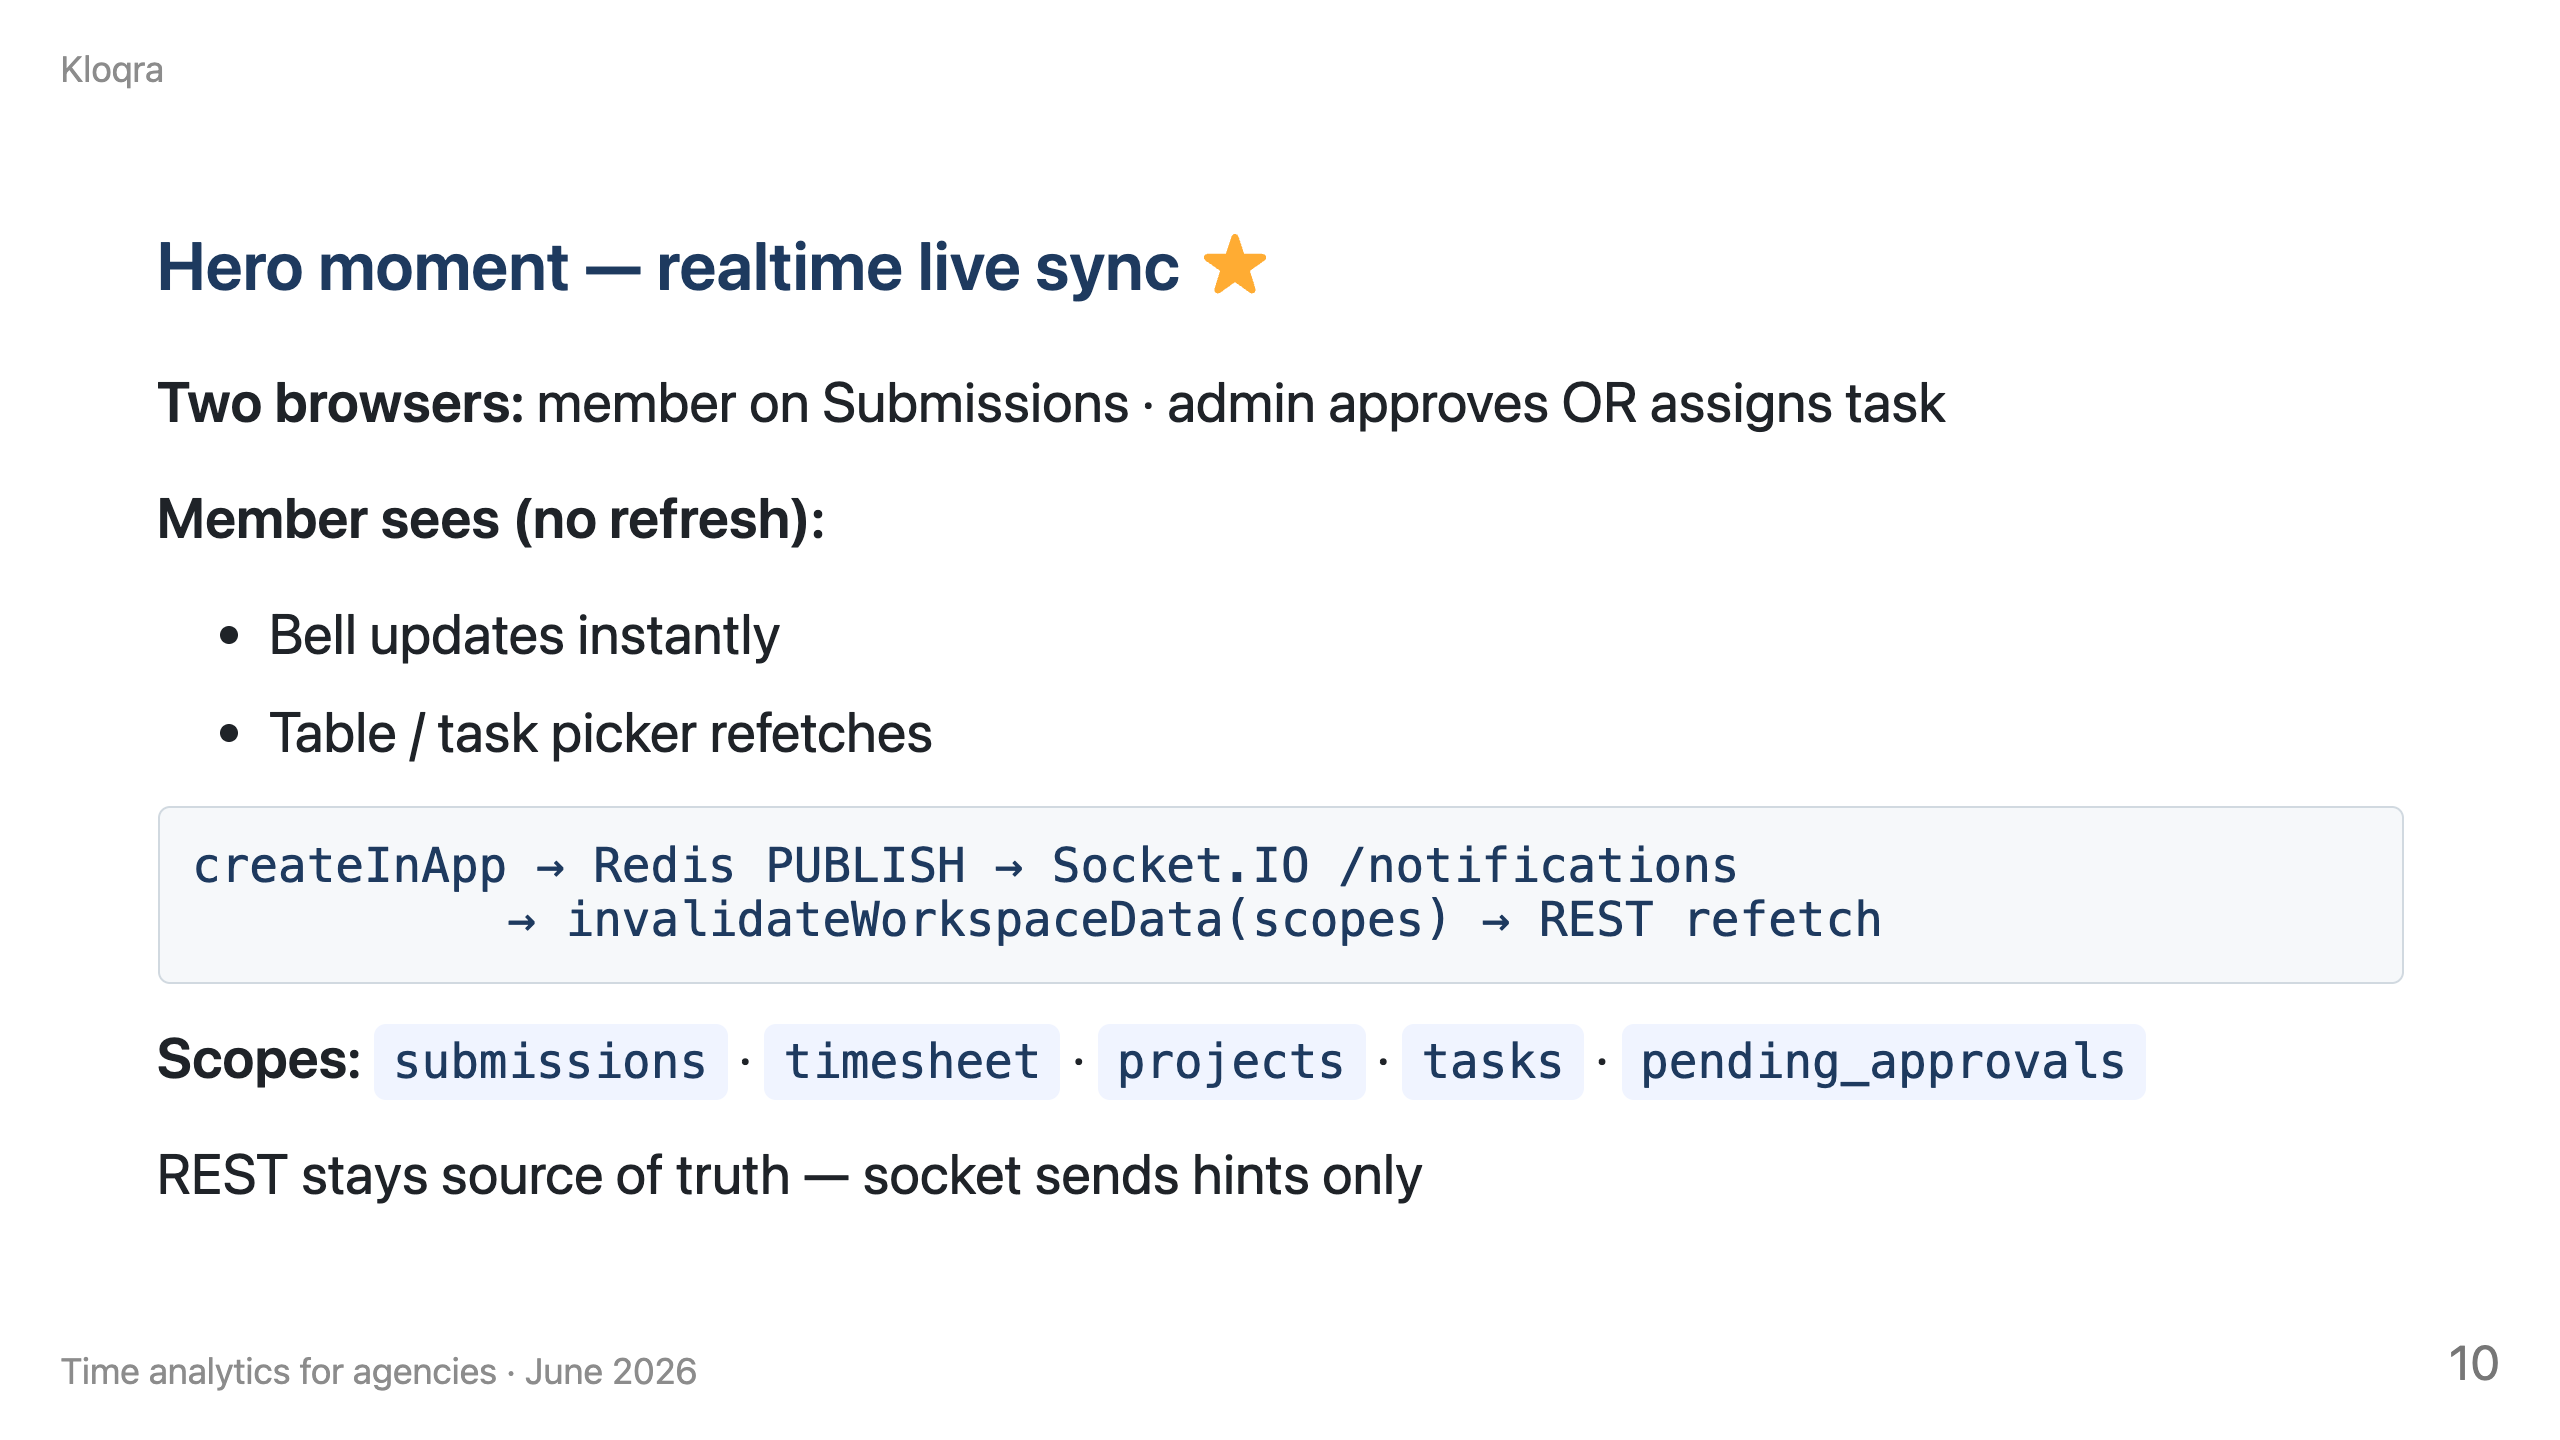 Kloqra
Hero moment — realtime live sync ⭐
Two browsers: member on Submissions · admin approves OR assigns task
Member sees (no refresh):
• Bell updates instantly
• Table / task picker refetches
createInApp → Redis PUBLISH → Socket.IO /notifications
→ invalidateWorkspaceData(scopes) → REST refetch
Scopes: submissions · timesheet · projects · tasks · pending_approvals
REST stays source of truth — socket sends hints only
Time analytics for agencies · June 2026
10